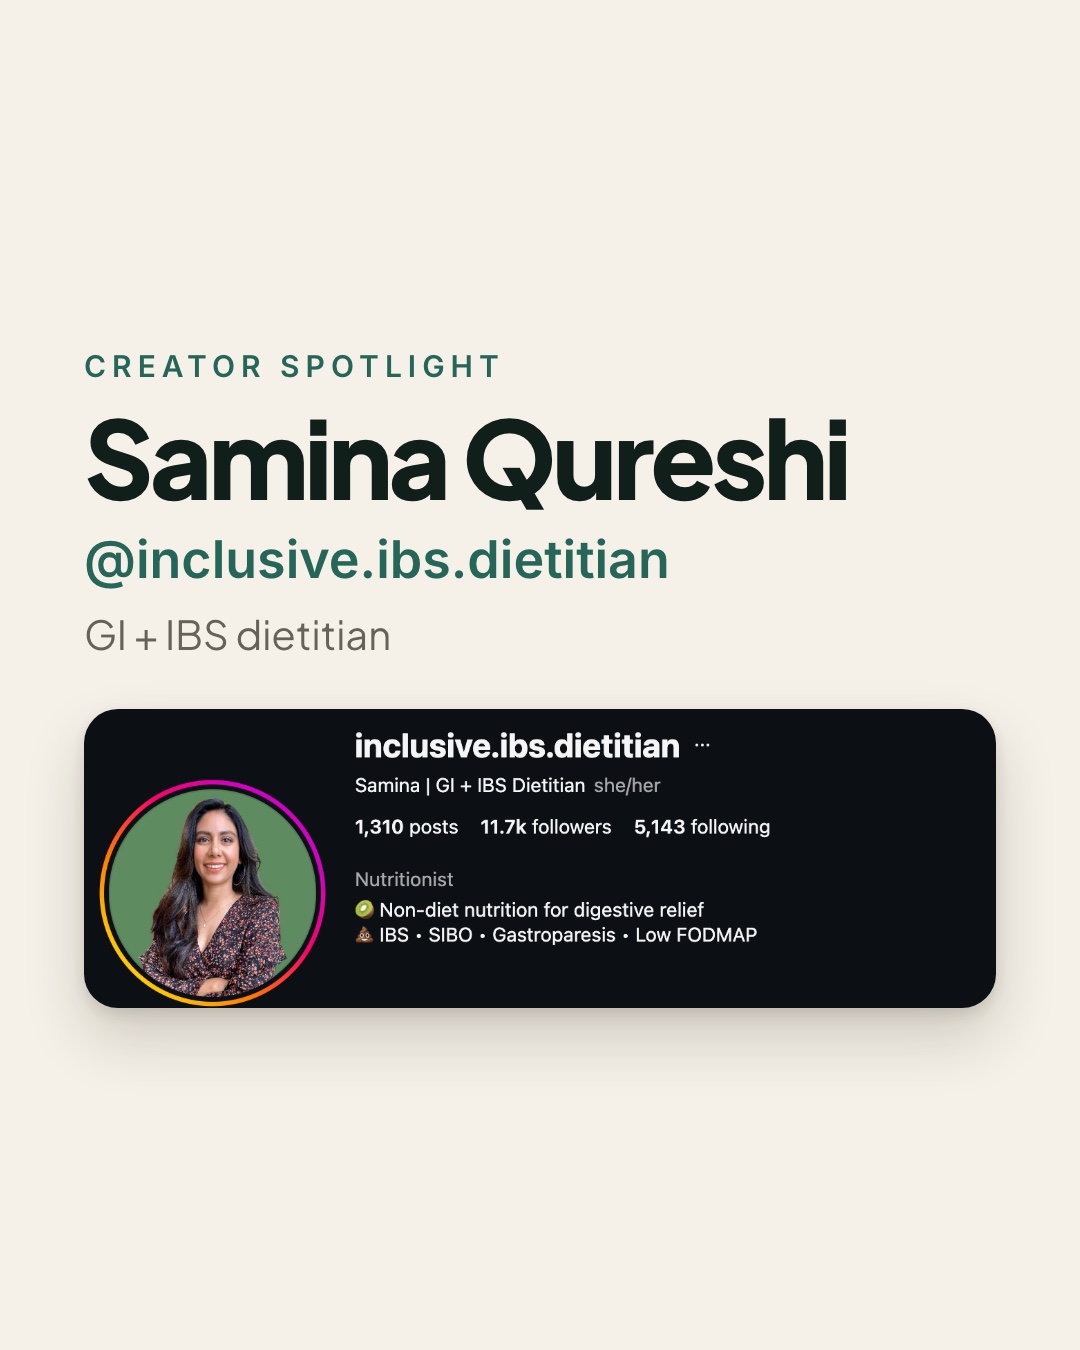 CREATOR SPOTLIGHT
Samina Qureshi
@inclusive.ibs.dietitian
GI + IBS dietitian
inclusive.ibs.dietitian ...
Samina | GI + IBS Dietitian she/her
1,310 posts 11.7k followers 5,143 following
Nutritionist
🥝 Non-diet nutrition for digestive relief
💩 IBS • SIBO • Gastroparesis • Low FODMAP